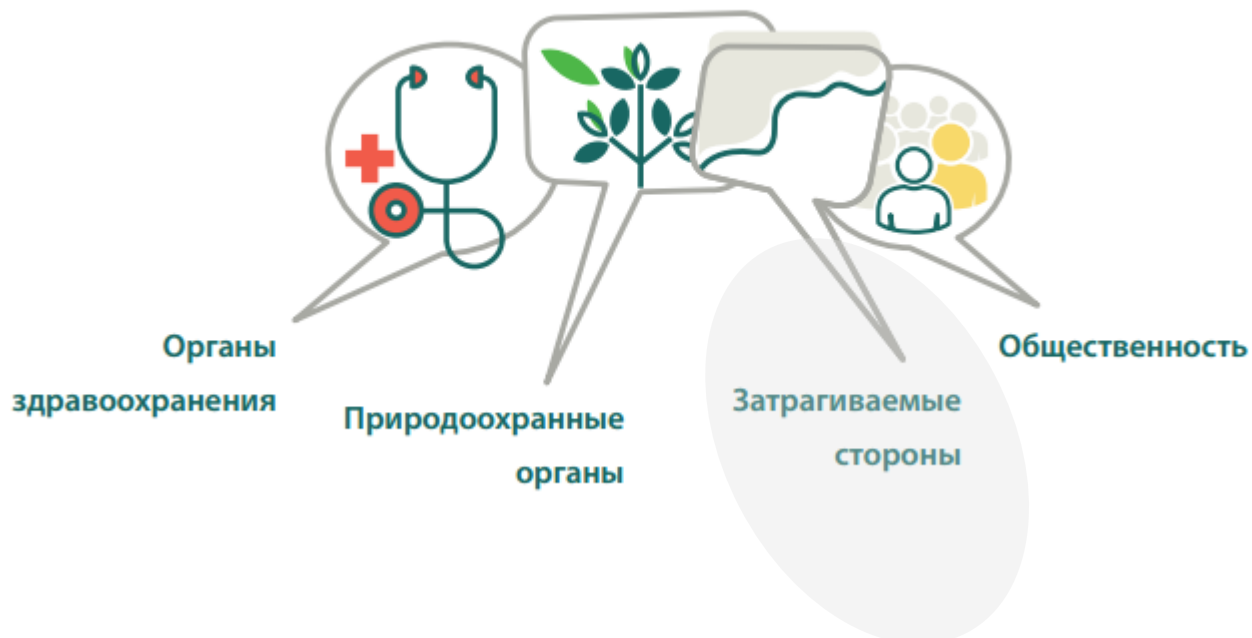 Органы
здравоохранения
Природоохранные
органы
Затрагиваемые
стороны
Общественность